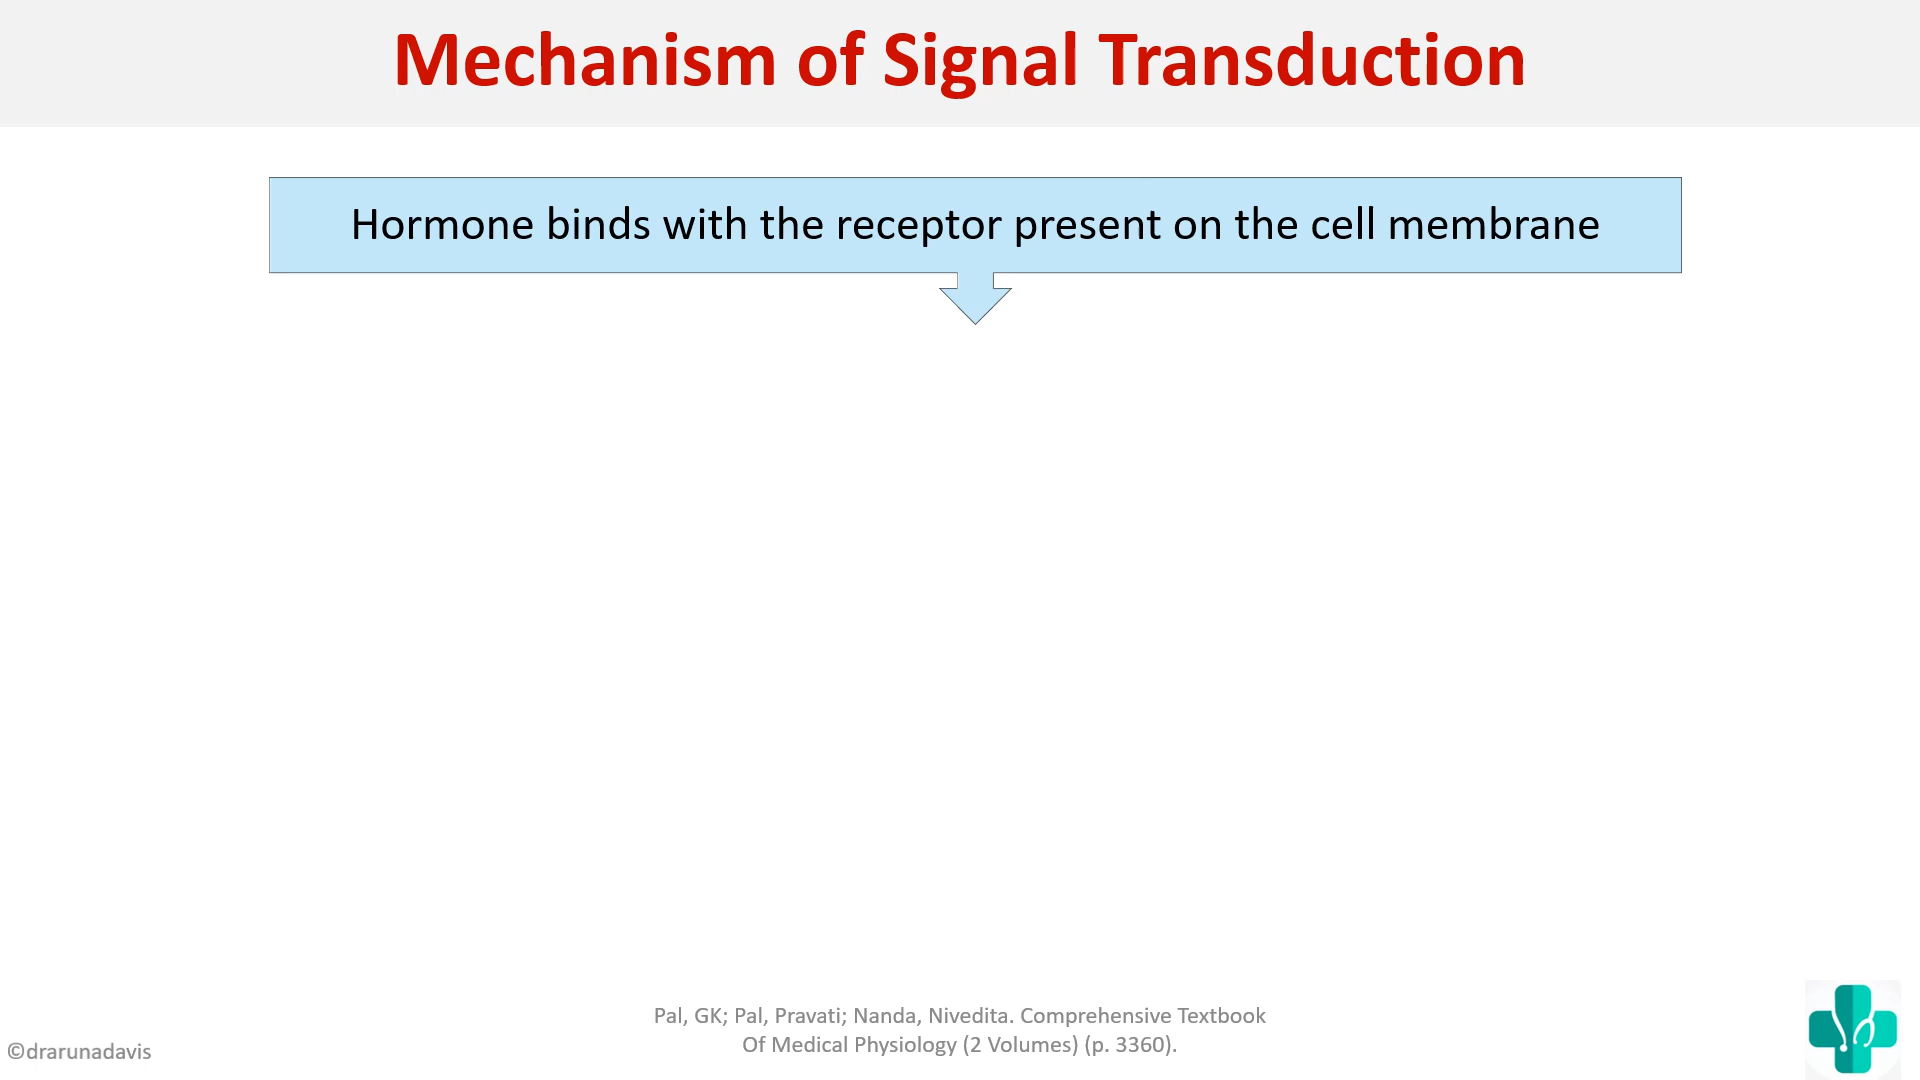 Mechanism of Signal Transduction
Hormone binds with the receptor present on the cell membrane
Pal, GK; Pal, Pravati; Nanda, Nivedita. Comprehensive Textbook
Of Medical Physiology (2 Volumes) (p. 3360).
©drarunadavis